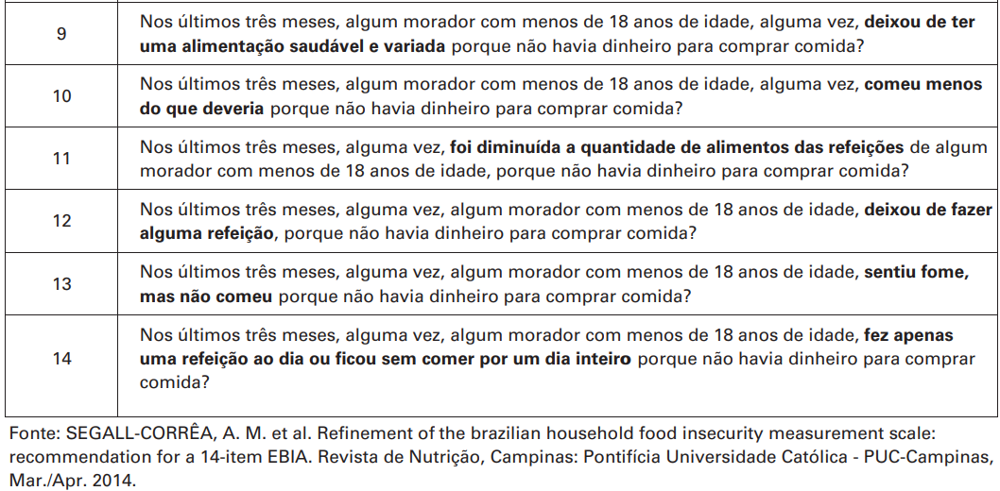 9
Nos últimos três meses, algum morador com menos de 18 anos de idade, alguma vez, deixou de ter
uma alimentação saudável e variada porque não havia dinheiro para comprar comida?
10
Nos últimos três meses, algum morador com menos de 18 anos de idade, alguma vez, comeu menos
do que deveria porque não havia dinheiro para comprar comida?
11
Nos últimos três meses, alguma vez, foi diminuída a quantidade de alimentos das refeições de algum
morador com menos de 18 anos de idade, porque não havia dinheiro para comprar comida?
12
Nos últimos três meses, alguma vez, algum morador com menos de 18 anos de idade, deixou de fazer
alguma refeição, porque não havia dinheiro para comprar comida?
13
Nos últimos três meses, alguma vez, algum morador com menos de 18 anos de idade, sentiu fome,
mas não comeu porque não havia dinheiro para comprar comida?
14
Nos últimos três meses, alguma vez, algum morador com menos de 18 anos de idade, fez apenas
uma refeição ao dia ou ficou sem comer por um dia inteiro porque não havia dinheiro para comprar
comida?
Fonte: SEGALL-CORRÊA, A. M. et al. Refinement of the brazilian household food insecurity measurement scale:
recommendation for a 14-item EBIA. Revista de Nutrição, Campinas: Pontifícia Universidade Católica - PUC-Campinas,
Mar./Apr. 2014.